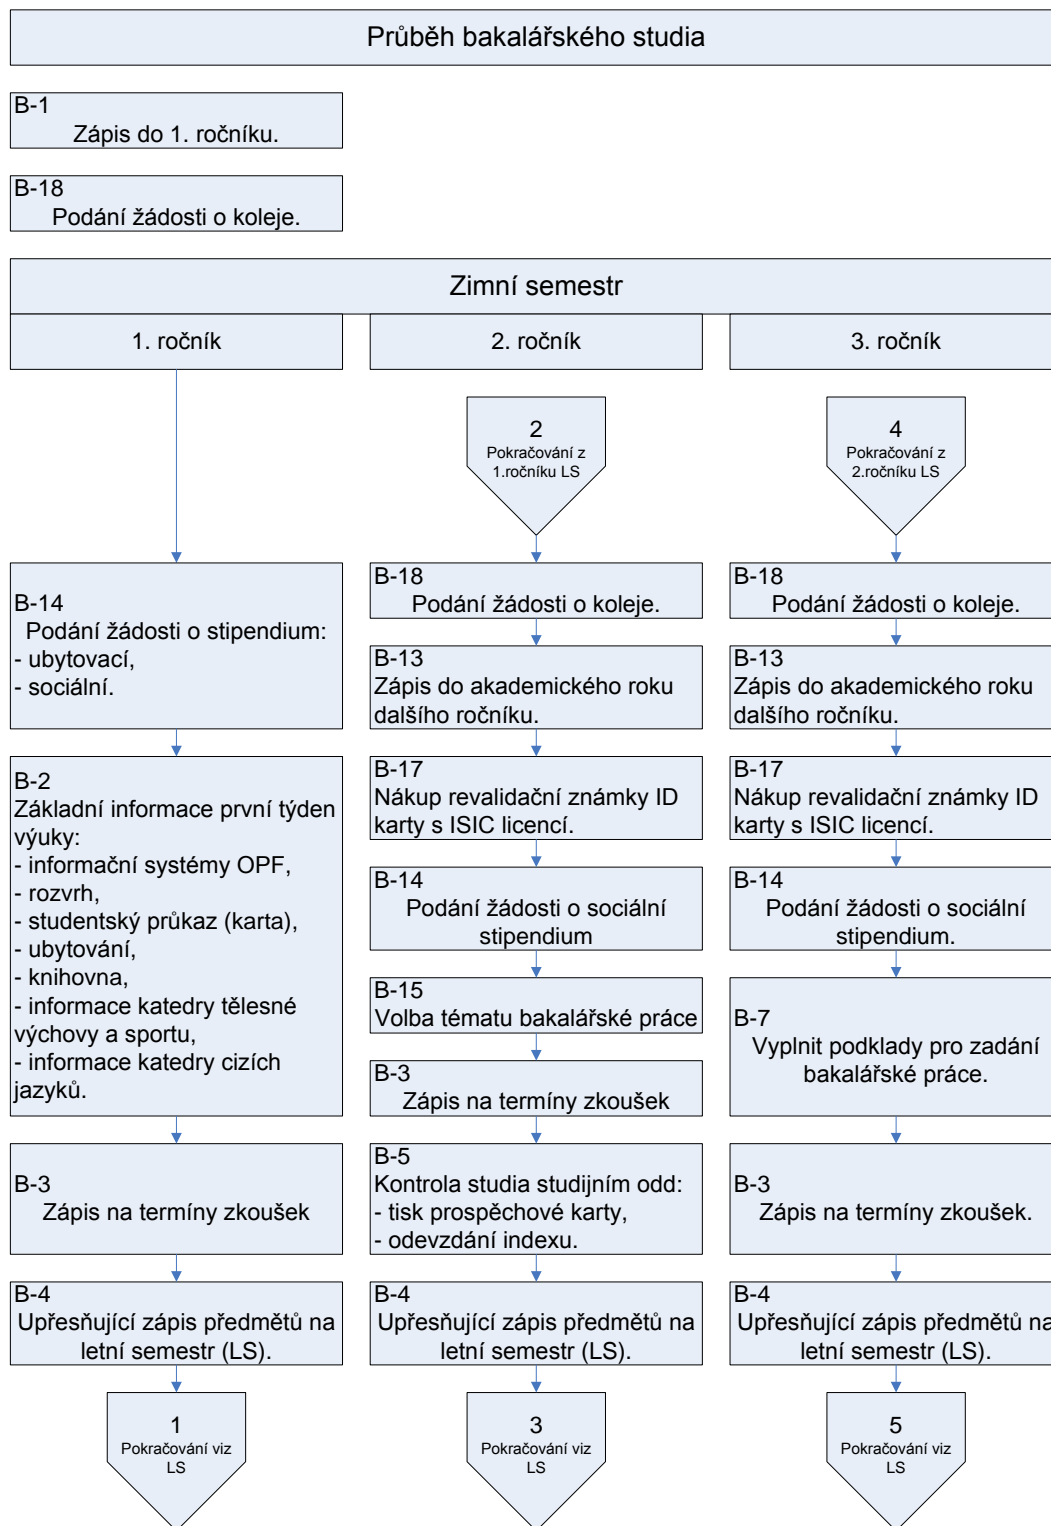 Průběh bakalářského studia
B-1
Zápis do 1. ročníku.
B-18
Podání žádosti o koleje.
Zimní semestr
1. ročník
B-14
Podání žádosti o stipendium:
- ubytovací,
- sociální.
B-2
Základní informace první týden
výuky:
- informační systémy OPF,
- rozvrh,
- studentský průkaz (karta),
- ubytování,
- knihovna,
- informace katedry tělesné
výchovy a sportu,
- informace katedry cizích
jazyků.
B-3
Zápis na termíny zkoušek
B-4
Upřesňující zápis předmětů na
letní semestr (LS).
1
Pokračování viz
LS
2. ročník
2
Pokračování z
1.ročníku LS
B-18
Podání žádosti o koleje.
B-13
Zápis do akademického roku
dalšího ročníku.
B-17
Nákup revalidační známky ID
karty s ISIC licencí.
B-14
Podání žádosti o sociální
stipendium
B-15
Volba tématu bakalářské práce
B-3
Zápis na termíny zkoušek
B-5
Kontrola studia studijním odd:
- tisk prospěchové karty,
- odevzdání indexu.
B-4
Upřesňující zápis předmětů na
letní semestr (LS).
3
Pokračování viz
LS
3. ročník
4
Pokračování z
2.ročníku LS
B-18
Podání žádosti o koleje.
B-13
Zápis do akademického roku
dalšího ročníku.
B-17
Nákup revalidační známky ID
karty s ISIC licencí.
B-14
Podání žádosti o sociální
stipendium.
B-7
Vyplnit podklady pro zadání
bakalářské práce.
B-3
Zápis na termíny zkoušek.
B-4
Upřesňující zápis předmětů na
letní semestr (LS).
5
Pokračování viz
LS